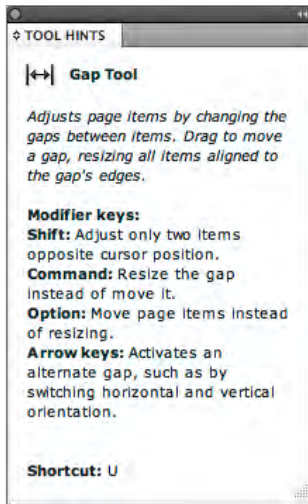 TOOL HINTS
Gap Tool
Adjusts page items by changing the
gaps between items. Drag to move
a gap, resizing all items aligned to
the gap's edges.
Modifier keys:
Shift: Adjust only two items
opposite cursor position.
Command: Resize the gap
instead of move it.
Option: Move page items instead
of resizing.
Arrow keys: Activates an
alternate gap, such as by
switching horizontal and vertical
orientation.
Shortcut: U